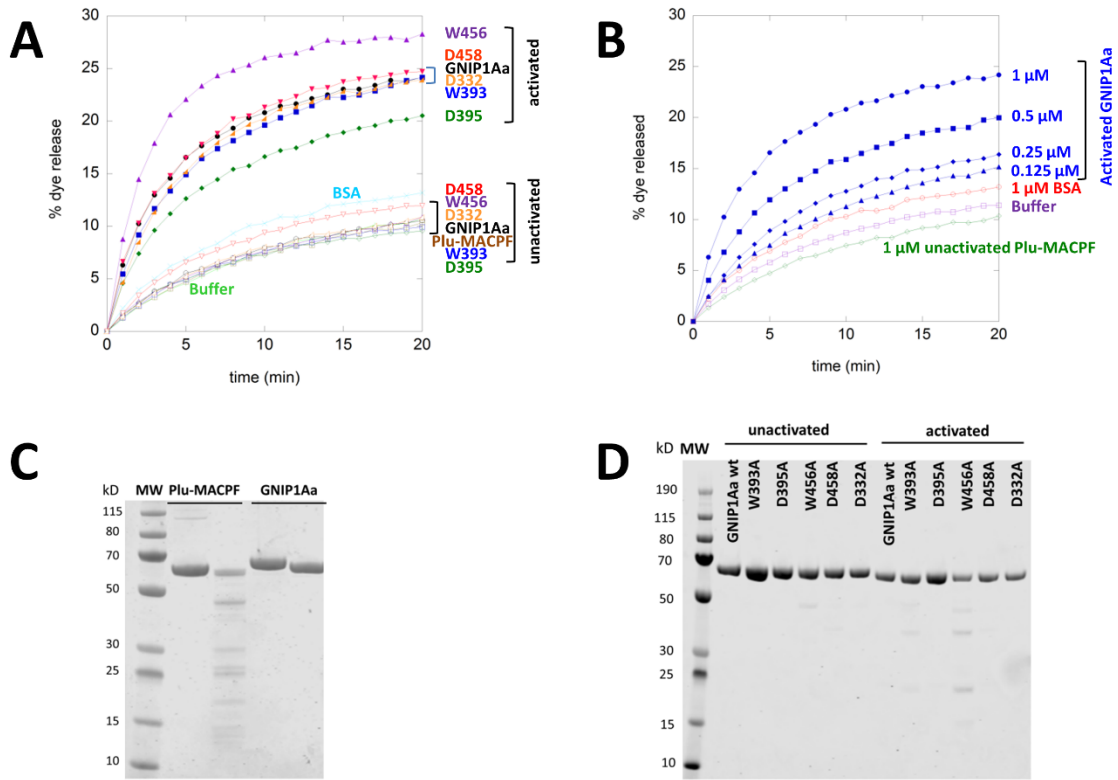 A
30
25
20
15
10
5
0
% dye release
0 5 10 15 20
time (min)
W456
D458
GNIP1Aa
D332
W393
D395
activated
BSA
Buffer
D458
W456
D332
GNIP1Aa
Plu-MACPF
W393
D395
unactivated
B
30
25
20
15
10
5
0
% dye released
0 5 10 15 20
time (min)
1 µM
0.5 µM
0.25 µM
0.125 µM
Activated GNIP1Aa
1 µM BSA
Buffer
1 µM unactivated Plu-MACPF
C
kD MW Plu-MACPF GNIP1Aa
115
80
70
50
30
25
15
10
D
unactivated activated
kD MW
GNIP1Aa wt
W393A
D395A
W456A
D458A
D332A
GNIP1Aa wt
W393A
D395A
W456A
D458A
D332A
190
115
80
70
50
30
25
15
10